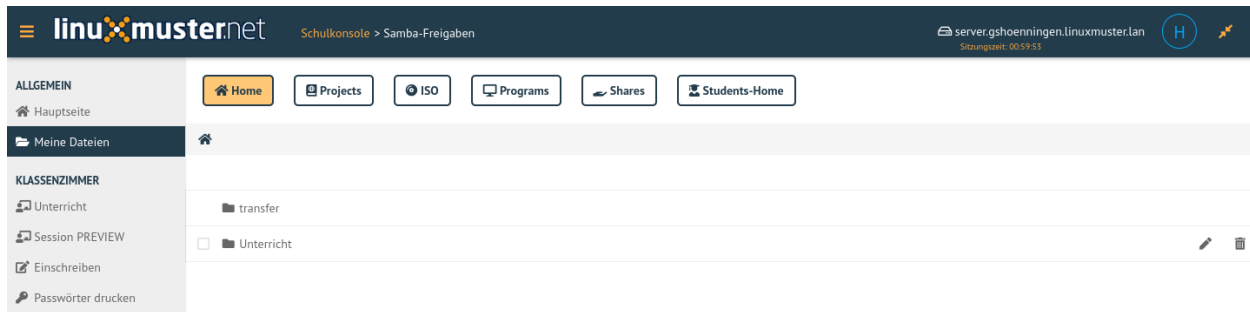 linuxmuster.net
Schulkonsole > Samba-Freigaben
server.gshoenningen.linuxmuster.lan
Sitzungszeit: 00:59:53
H
ALLGEMEIN
Hauptseite
Meine Dateien
KLASSENZIMMER
Unterricht
Session PREVIEW
Einschreiben
Passwörter drucken
Home
Projects
ISO
Programs
Shares
Students-Home
transfer
Unterricht